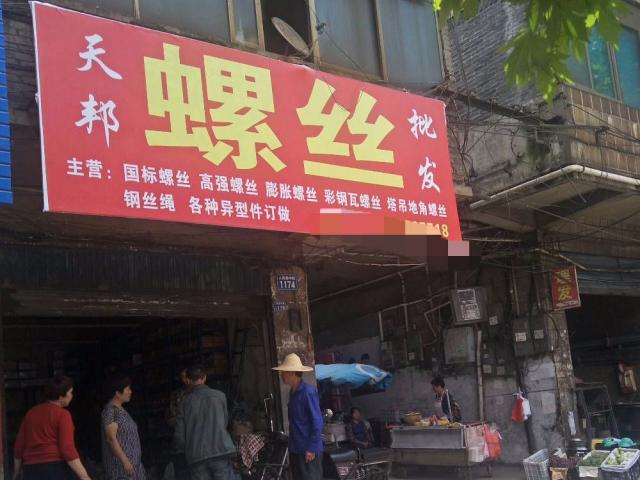 天邦
螺丝
批发
主营：国标螺丝 高强螺丝 膨胀螺丝 彩钢瓦螺丝 塔吊地角螺丝
钢丝绳 各种异型件订做
1174